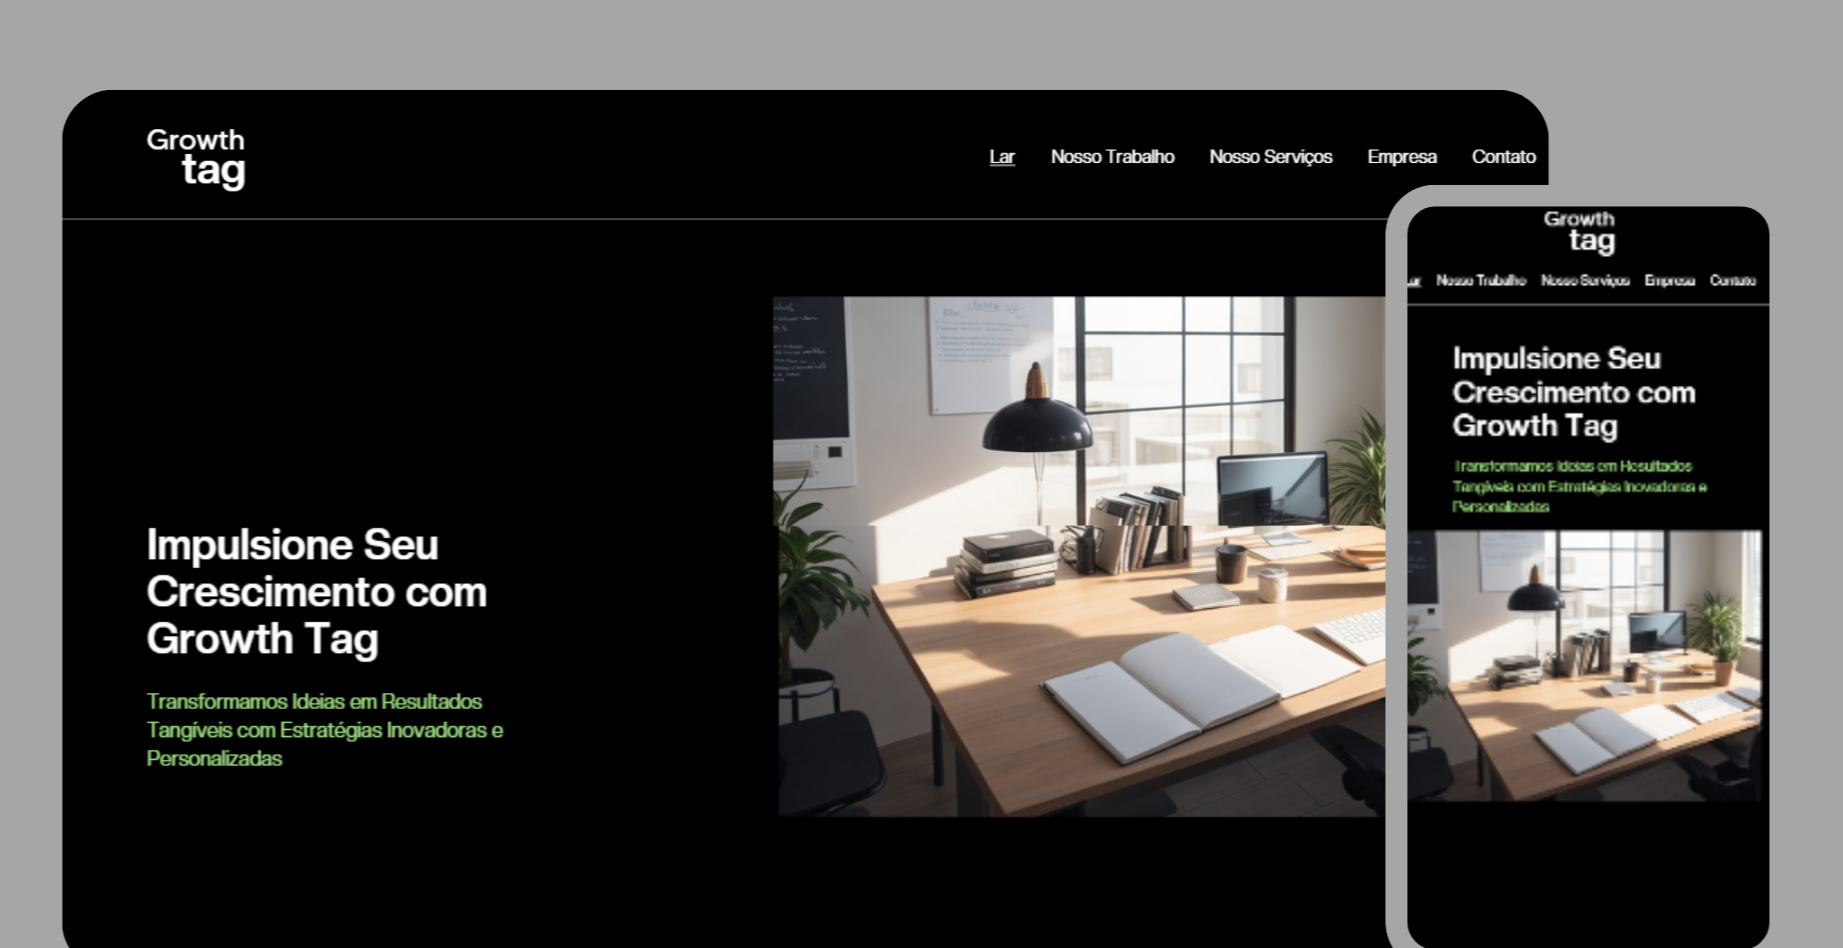 Growth
tag
Lar Nosso Trabalho Nosso Serviços Empresa Contato
Impulsione Seu
Crescimento com
Growth Tag
Transformamos Ideias em Resultados
Tangíveis com Estratégias Inovadoras e
Personalizadas
Growth
tag
Nosso Trabalho Nosso Serviços Empresa Contato
Impulsione Seu
Crescimento com
Growth Tag
Transformamos Ideias em Resultados
Tangíveis com Estratégias Inovadoras e
Personalizadas